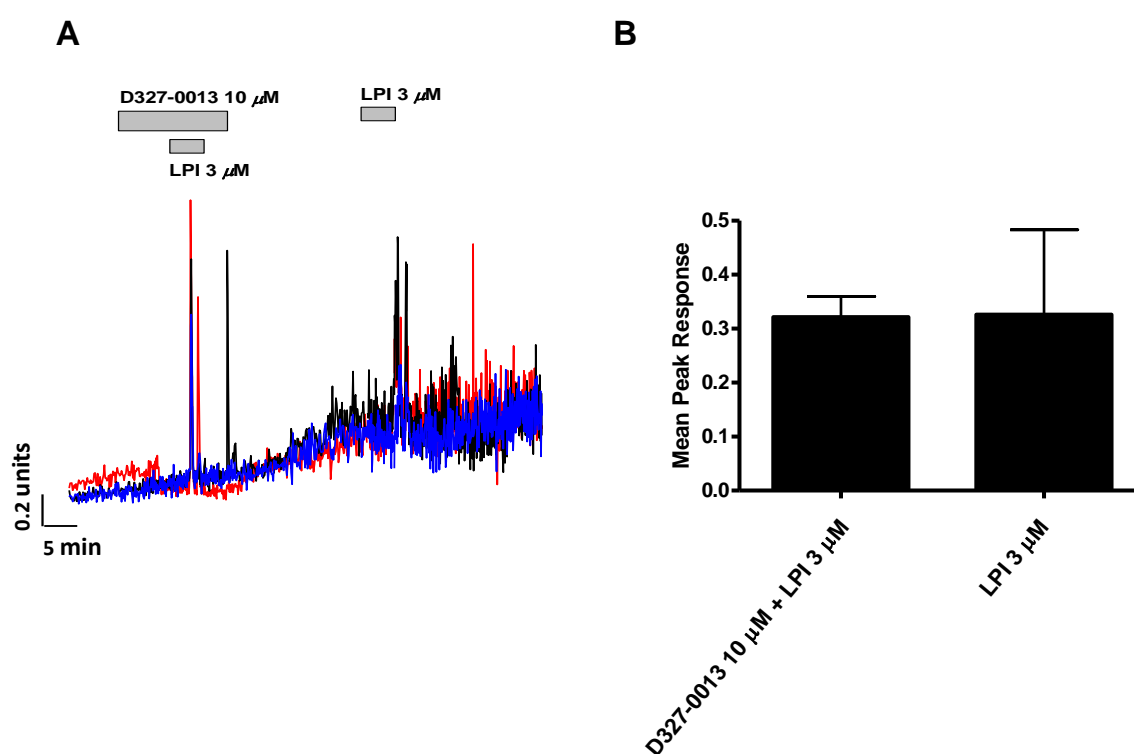 A
D327-0013 10 μM
LPI 3 μM
LPI 3 μM
0.2 units
5 min
B
Mean Peak Response
0.5
0.4
0.3
0.2
0.1
0.0
D327-0013 10 μM + LPI 3 μM
LPI 3 μM